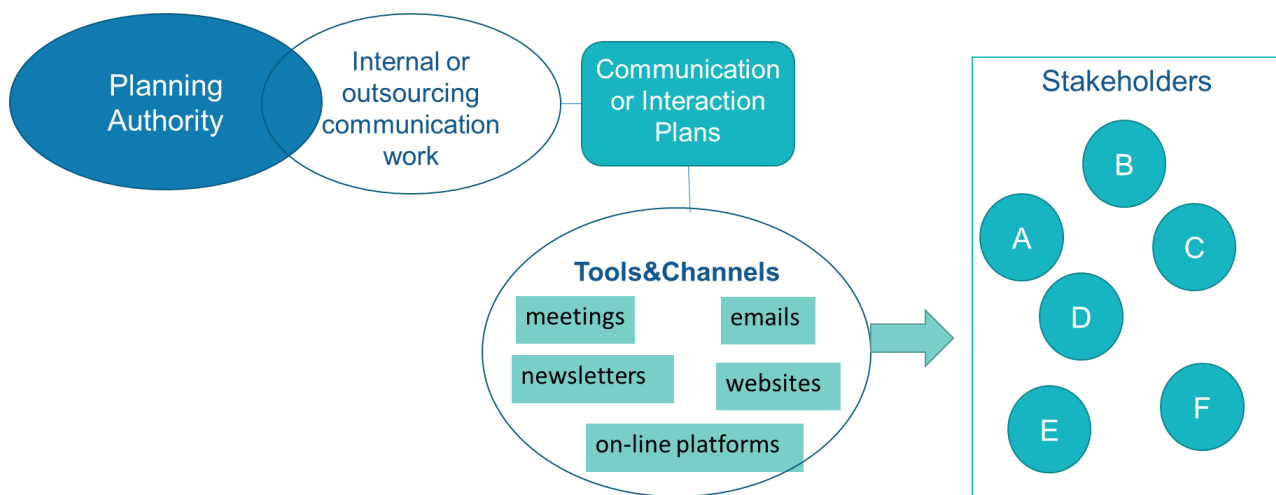 Planning
Authority
Internal or
outsourcing
communication
work
Communication
or Interaction
Plans
Tools&Channels
meetings
emails
newsletters
websites
on-line platforms
Stakeholders
B
A
C
D
F
E